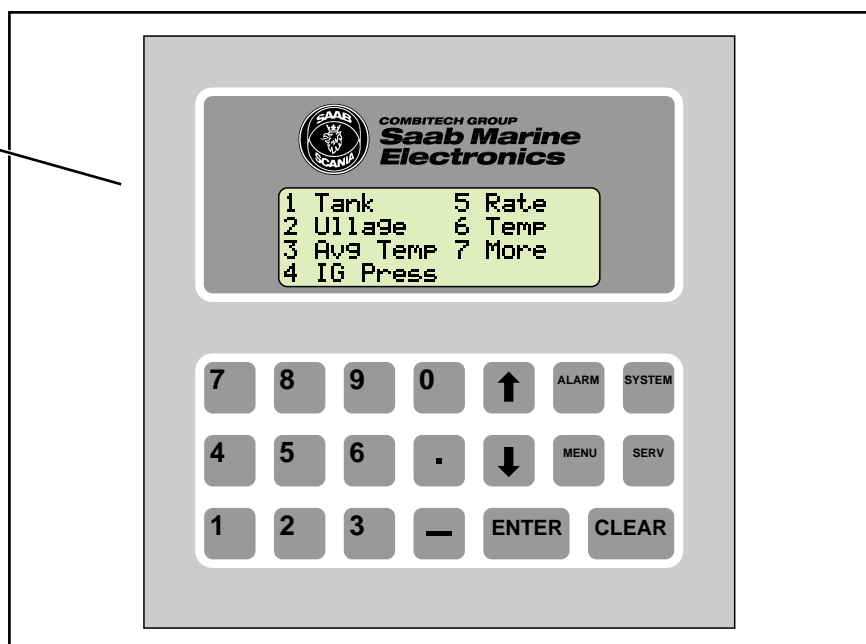 SAAB
SCANIA
COMBITECH GROUP
Saab Marine
Electronics
1 Tank 5 Rate
2 Ullage 6 Temp
3 Avg Temp 7 More
4 IG Press
7 8 9 0 ALARM SYSTEM
4 5 6 . MENU SERV
1 2 3 – ENTER CLEAR